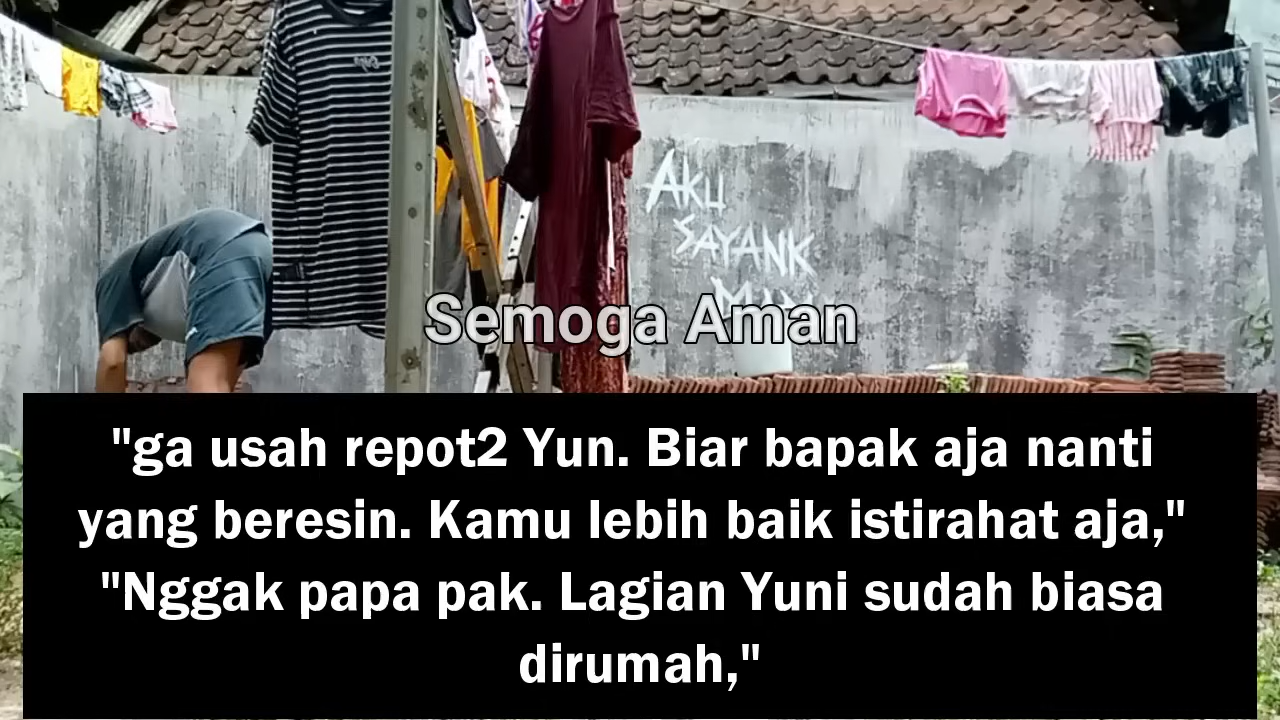 AKU
SAYANK
Semoga Aman
"ga usah repot2 Yun. Biar bapak aja nanti
yang beresin. Kamu lebih baik istirahat aja,"
"Nggak papa pak. Lagian Yuni sudah biasa
dirumah,"